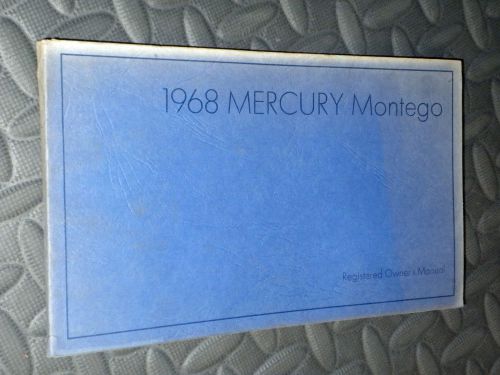 1968 MERCURY Montego
Registered Owner's Manual